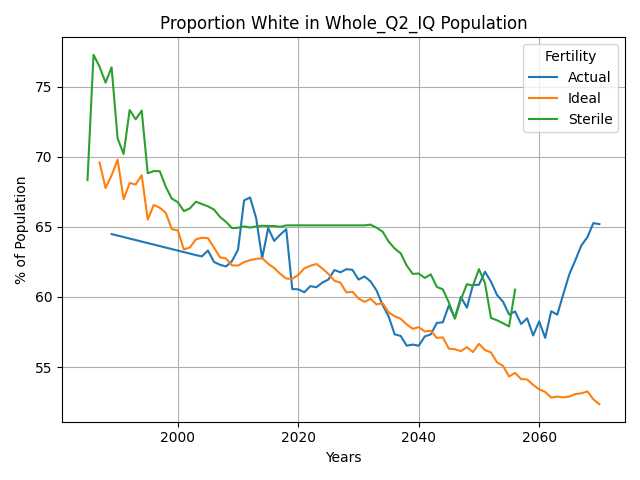 Proportion White in Whole_Q2_IQ Population
Fertility
Actual
Ideal
Sterile
% of Population
75
70
65
60
55
2000
2020
2040
2060
Years